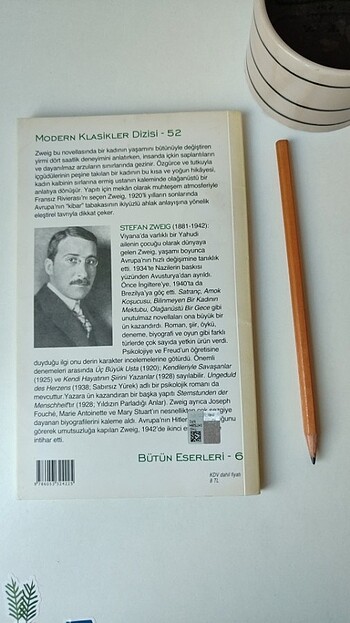 MODERN KLASİKLER DİZİSİ - 52
Zweig bu novellasında bir kadının yaşamını bütünüyle değiştiren
yirmi dört saatlik deneyimini anlatırken, insanda içkin saplantıların
ve dayanılmaz arzuların sınırlarında gezinir. Özgürce ve tutkuyla
içgüdülerinin peşine takılan bir kadının bu kısa ve yoğun hikâyesi,
kadın kalbinin sırlarına ermiş ustanın kaleminde olağanüstü bir
anlatıya dönüşür. Yapıtı için mekân olarak muhteşem atmosferiyle
Fransız Rivierası'nı seçen Zweig, 1920'li yılların sonlarında
Avrupa'nın "kibar" tabakasının ikiyüzlü ahlak anlayışına yönelik
eleştirel tavrıyla dikkat çeker.
STEFAN ZWEIG (1881-1942):
Viyana'da varlıklı bir Yahudi
ailenin çocuğu olarak dünyaya
gelen Zweig, yaşamı boyunca
Avrupa'nın hızlı değişimine tanıklık
etti. 1934'te Nazilerin baskısı
yüzünden Avusturya'dan ayrıldı.
Önce İngiltere'ye, 1940'ta da
Brezilya'ya göç etti. Satranç, Amok
Koşucusu, Bilinmeyen Bir Kadının
Mektubu, Olağanüstü Bir Gece gibi
unutulmaz novellaları ona büyük bir
ün kazandırdı. Roman, şiir, öykü,
deneme, biyografi ve oyun gibi farklı
türlerde çok sayıda yetkin ürün verdi.
Psikolojiye ve Freud'un öğretisine
duyduğu ilgi onu derin karakter incelemelerine götürdü. Önemli
denemeleri arasında Üç Büyük Usta (1920); Kendileriyle Savaşanlar
(1925) ve Kendi Hayatının Şiirini Yazanlar (1928) sayılabilir. Ungeduld
des Herzens (1938; Sabırsız Yürek) adlı bir psikolojik romanı da
mevcuttur. Yazara ün kazandıran bir başka yapıtı Sternstunden der
Menschheit'tir (1928; Yıldızın Parladığı Anlar). Zweig ayrıca Joseph
Fouché, Marie Antoinette ve Mary Stuart'ın nesnellikten çok sezgiye
dayanan biyografilerini kaleme aldı. Avrupa'nın Hitler
görerek umutsuzluğa kapılan Zweig, 1942'de ikinci
intihar etti.
BÜTÜN ESERLERİ - 6
KDV dahil fiyatı
8 TL